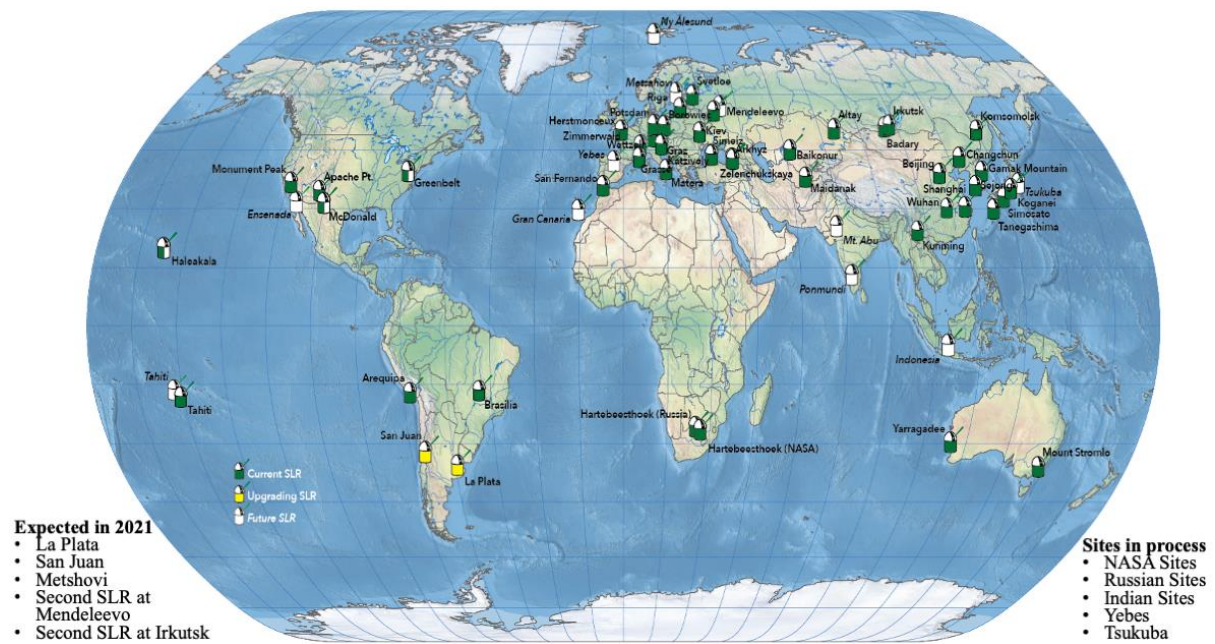 Ny Ålesund
Metsahovi
Svetloe
Riga
Potsdam
Borowiec
Mendeleevo
Herstmonceux
Zimmerwald
Wettzell
Kiev
Simeiz
Graz
Katzively
Arkhyz
Yebes
Grasse
Zelenchukskaya
San Fernando
Matera
Altay
Irkutsk
Komsomolsk
Badary
Baikonur
Beijing
Changchun
Maidanak
Gamak Mountain
Shanghai
Sejong
Tsukuba
Koganei
Wuhan
Simosato
Tanegashima
Kunming
Mt. Abu
Ponmundi
Monument Peak
Apache Pt.
Greenbelt
Ensenada
McDonald
Gran Canaria
Haleakala
Indonesia
Tahiti
Tahiti
Arequipa
Brasilia
Hartebeesthoek (Russia)
Hartebeesthoek (NASA)
Yarragadee
Mount Stromlo
San Juan
La Plata
Current SLR
Upgrading SLR
Future SLR
Expected in 2021
• La Plata
• San Juan
• Metshovi
• Second SLR at
Mendeleevo
• Second SLR at Irkutsk
Sites in process
• NASA Sites
• Russian Sites
• Indian Sites
• Yebes
• Tsukuba